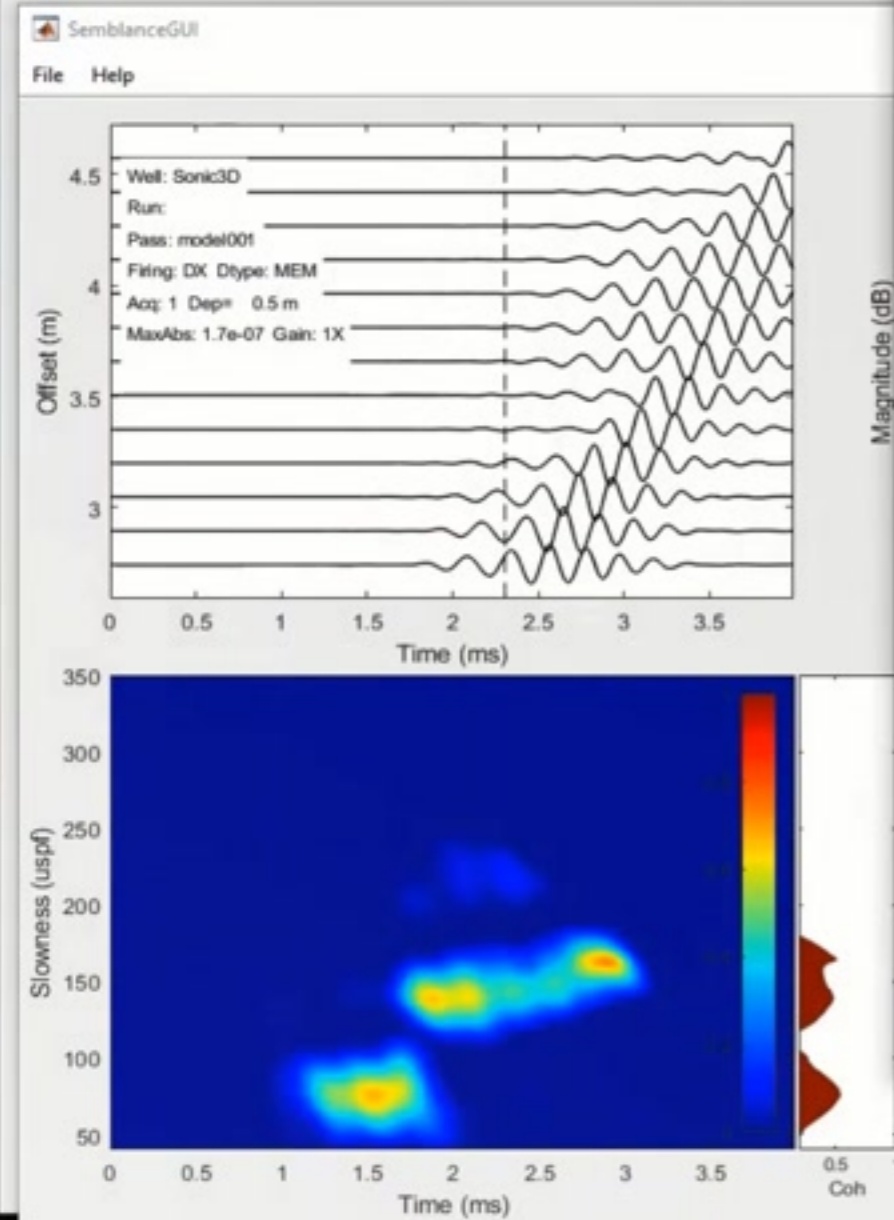 SemblanceGUI
File Help
4.5
4
3.5
3
Offset (m)
Well: Sonic3D
Run:
Pass: model001
Firing: DX Dtype: MEM
Acq: 1 Dep= 0.5 m
MaxAbs: 1.7e-07 Gain: 1X
0 0.5 1 1.5 2 2.5 3 3.5
Time (ms)
Magnitude (dB)
350
300
250
200
150
100
50
Slowness (uspf)
0 0.5 1 1.5 2 2.5 3 3.5
Time (ms)
0.5
Coh